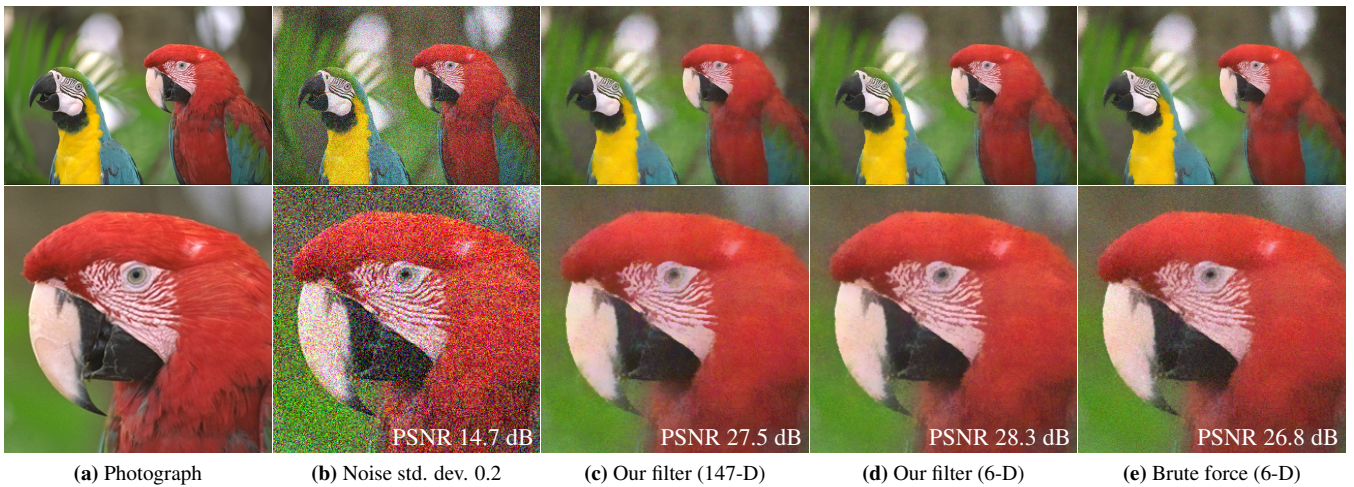 PSNR 14.7 dB
PSNR 27.5 dB
PSNR 28.3 dB
PSNR 26.8 dB
(a) Photograph
(b) Noise std. dev. 0.2
(c) Our filter (147-D)
(d) Our filter (6-D)
(e) Brute force (6-D)